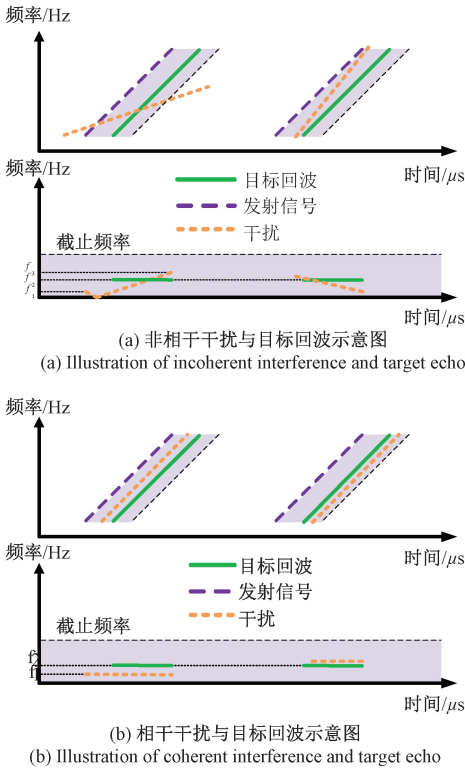 频率/Hz
时间/μs
频率/Hz
目标回波
发射信号
干扰
截止频率
时间/μs
(a) 非相干干扰与目标回波示意图
(a) Illustration of incoherent interference and target echo
频率/Hz
时间/μs
频率/Hz
目标回波
发射信号
干扰
截止频率
时间/μs
(b) 相干干扰与目标回波示意图
(b) Illustration of coherent interference and target echo